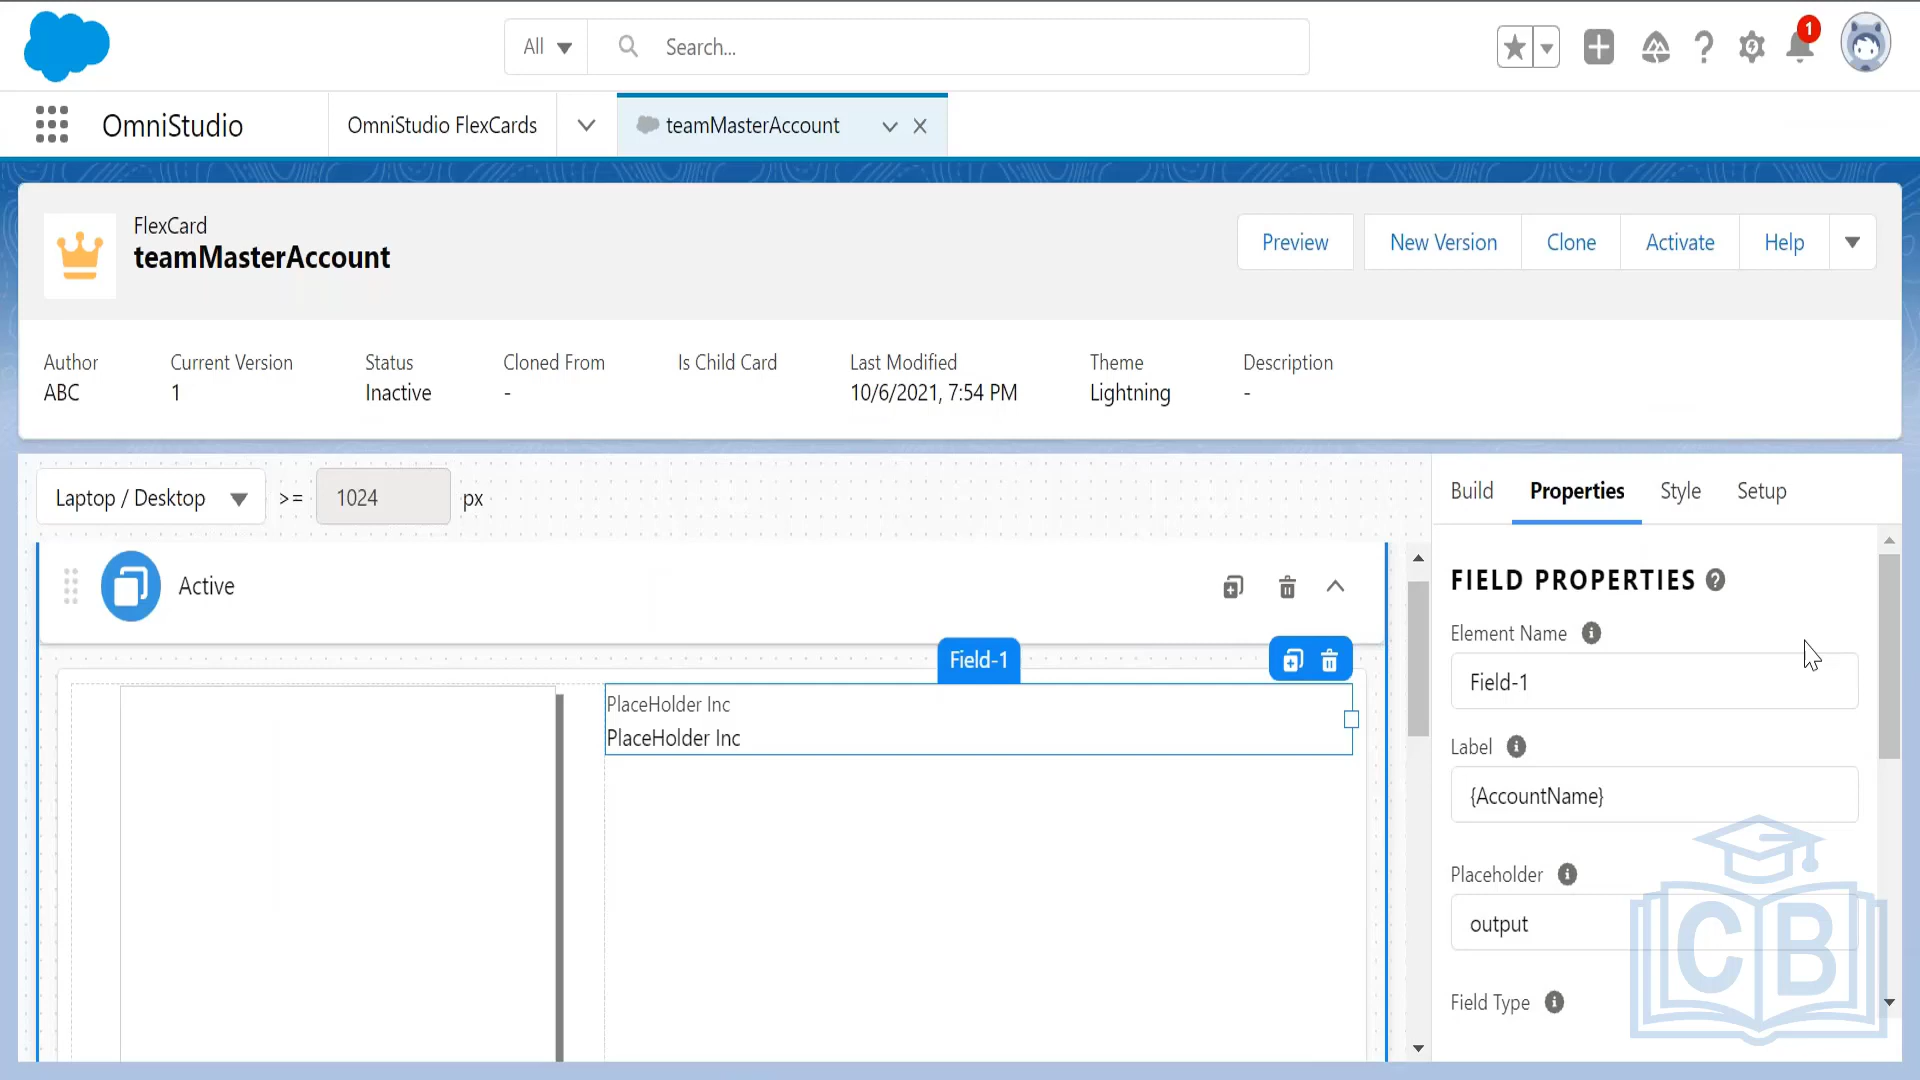 All
Search...
1
OmniStudio
OmniStudio FlexCards
teamMasterAccount
FlexCard
teamMasterAccount
Preview
New Version
Clone
Activate
Help
Author
ABC
Current Version
1
Status
Inactive
Cloned From
-
Is Child Card
Last Modified
10/6/2021, 7:54 PM
Theme
Lightning
Description
-
Laptop / Desktop
>=
1024
px
Build
Properties
Style
Setup
Active
Field-1
PlaceHolder Inc
PlaceHolder Inc
FIELD PROPERTIES
Element Name
Field-1
Label
{AccountName}
Placeholder
output
Field Type
CB